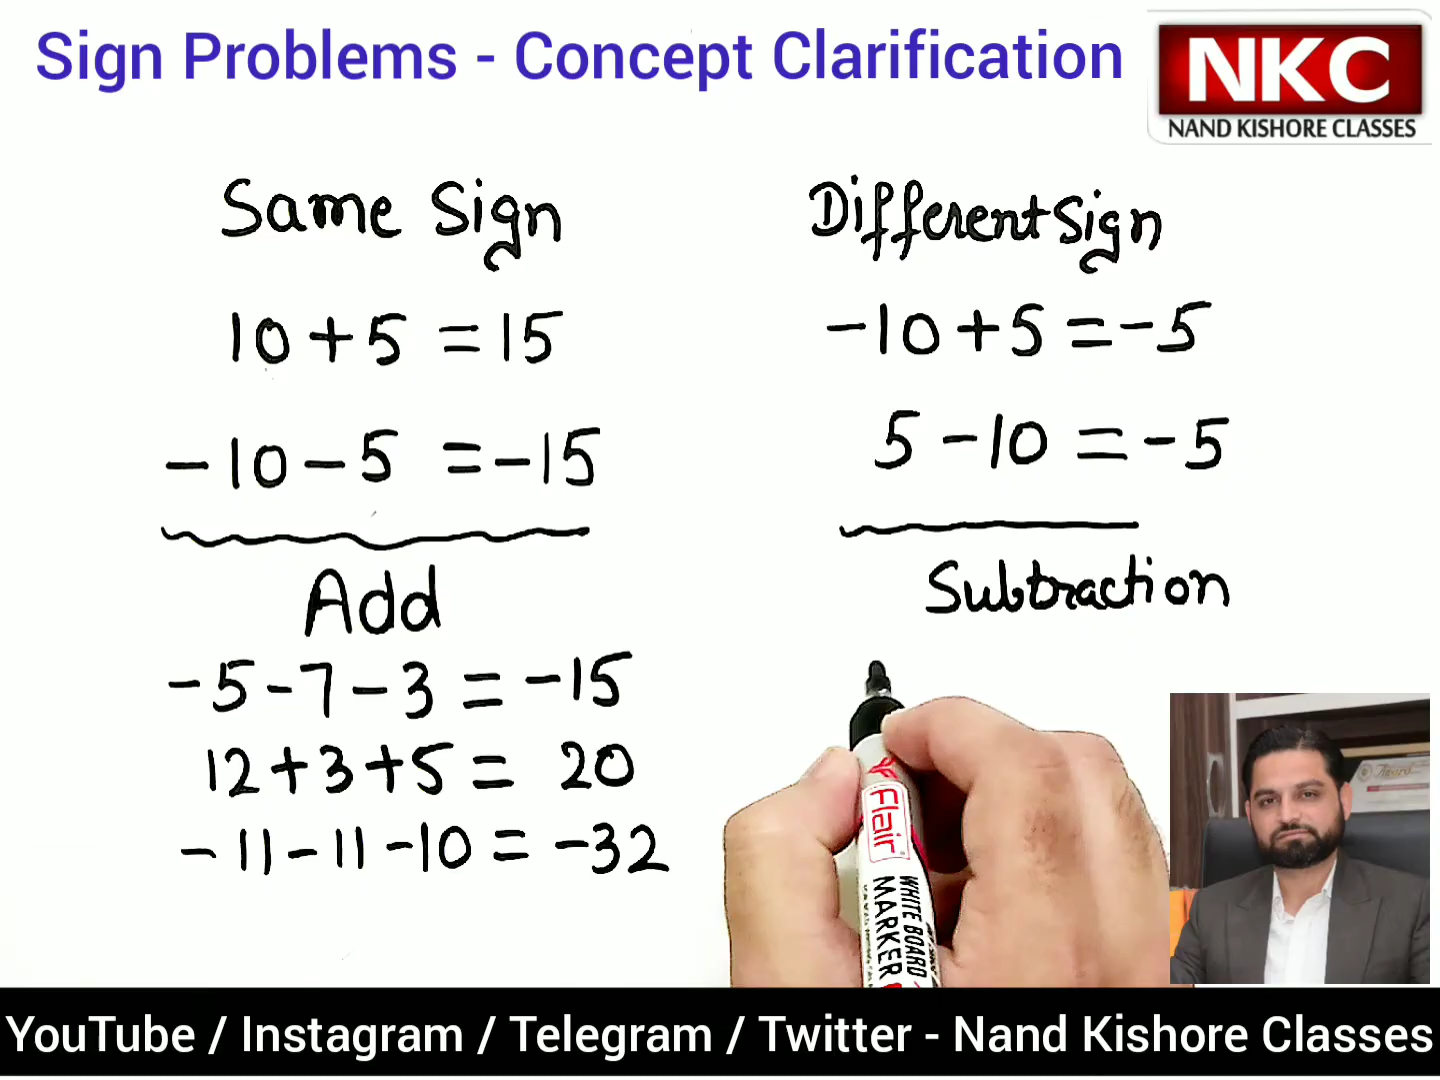 Sign Problems - Concept Clarification
NKC
NAND KISHORE CLASSES
Same Sign
10 + 5 = 15
- 10 - 5 = -15
Add
- 5 - 7 - 3 = -15
12 + 3 + 5 = 20
- 11 - 11 - 10 = -32
Different Sign
-10 + 5 = -5
5 - 10 = -5
Subtraction
Flair
WHITE BOARD
MARKER
YouTube / Instagram / Telegram / Twitter - Nand Kishore Classes